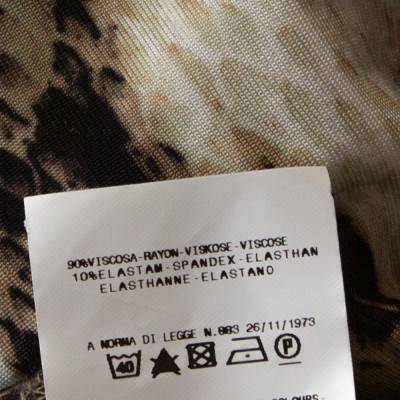 90%VISCOSA-RAYON-VISKOSE-VISCOSE
10%ELASTAM-SPANDEX-ELASTHAN
ELASTHANNE-ELASTANO
A NORMA DI LEGGE N.883 26/11/1973
40 P
COLOURS